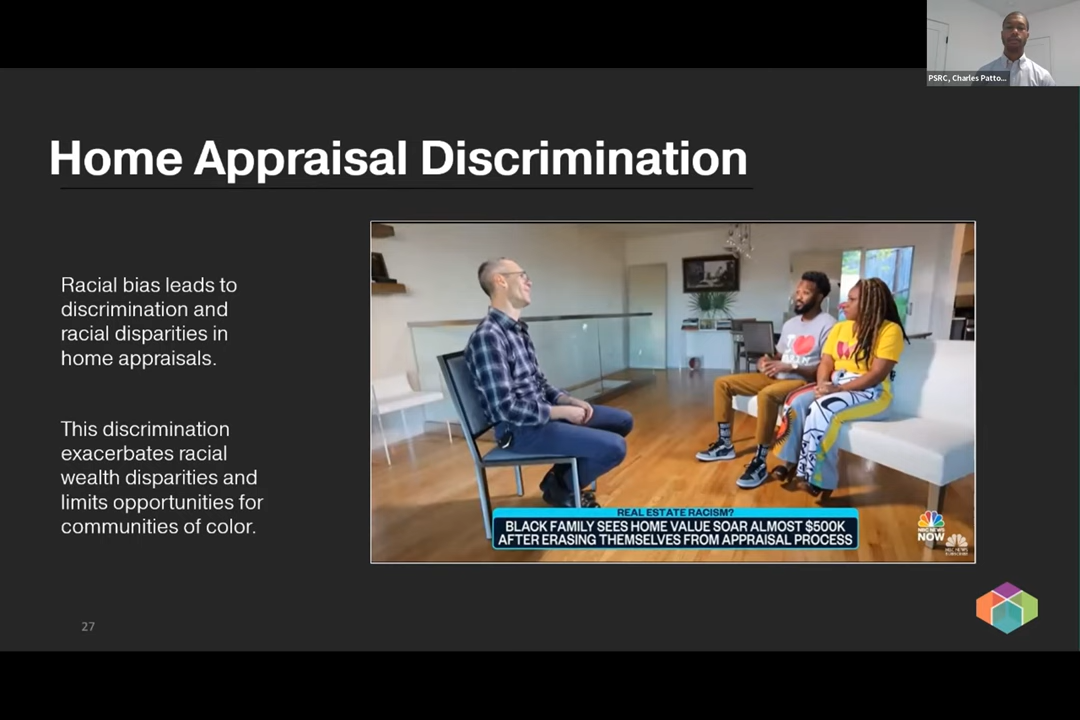 PSRC, Charles Patto...
Home Appraisal Discrimination
Racial bias leads to
discrimination and
racial disparities in
home appraisals.
This discrimination
exacerbates racial
wealth disparities and
limits opportunities for
communities of color.
REAL ESTATE RACISM?
BLACK FAMILY SEES HOME VALUE SOAR ALMOST $500K
AFTER ERASING THEMSELVES FROM APPRAISAL PROCESS
NBC NEWS
NOW
27